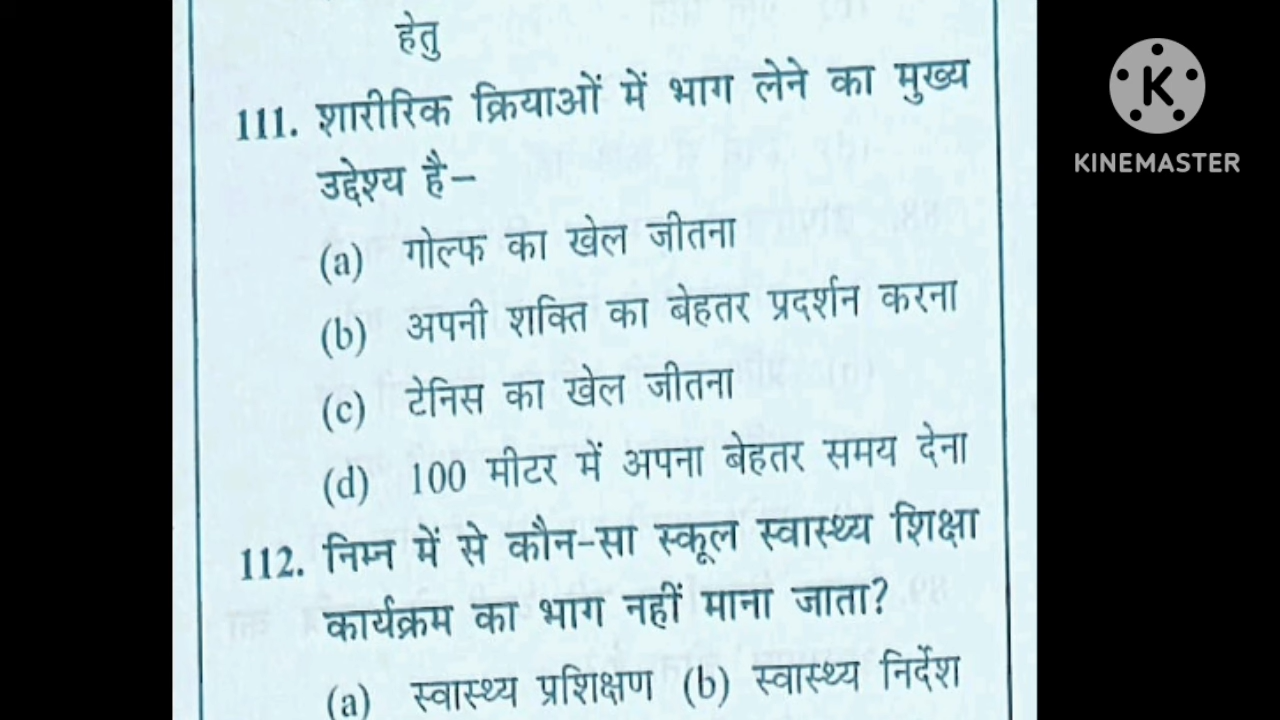 हेतु
111. शारीरिक क्रियाओं में भाग लेने का मुख्य
उद्देश्य है–
(a) गोल्फ का खेल जीतना
(b) अपनी शक्ति का बेहतर प्रदर्शन करना
(c) टेनिस का खेल जीतना
(d) 100 मीटर में अपना बेहतर समय देना
112. निम्न में से कौन-सा स्कूल स्वास्थ्य शिक्षा
कार्यक्रम का भाग नहीं माना जाता?
(a) स्वास्थ्य प्रशिक्षण (b) स्वास्थ्य निर्देश
K
KINEMASTER